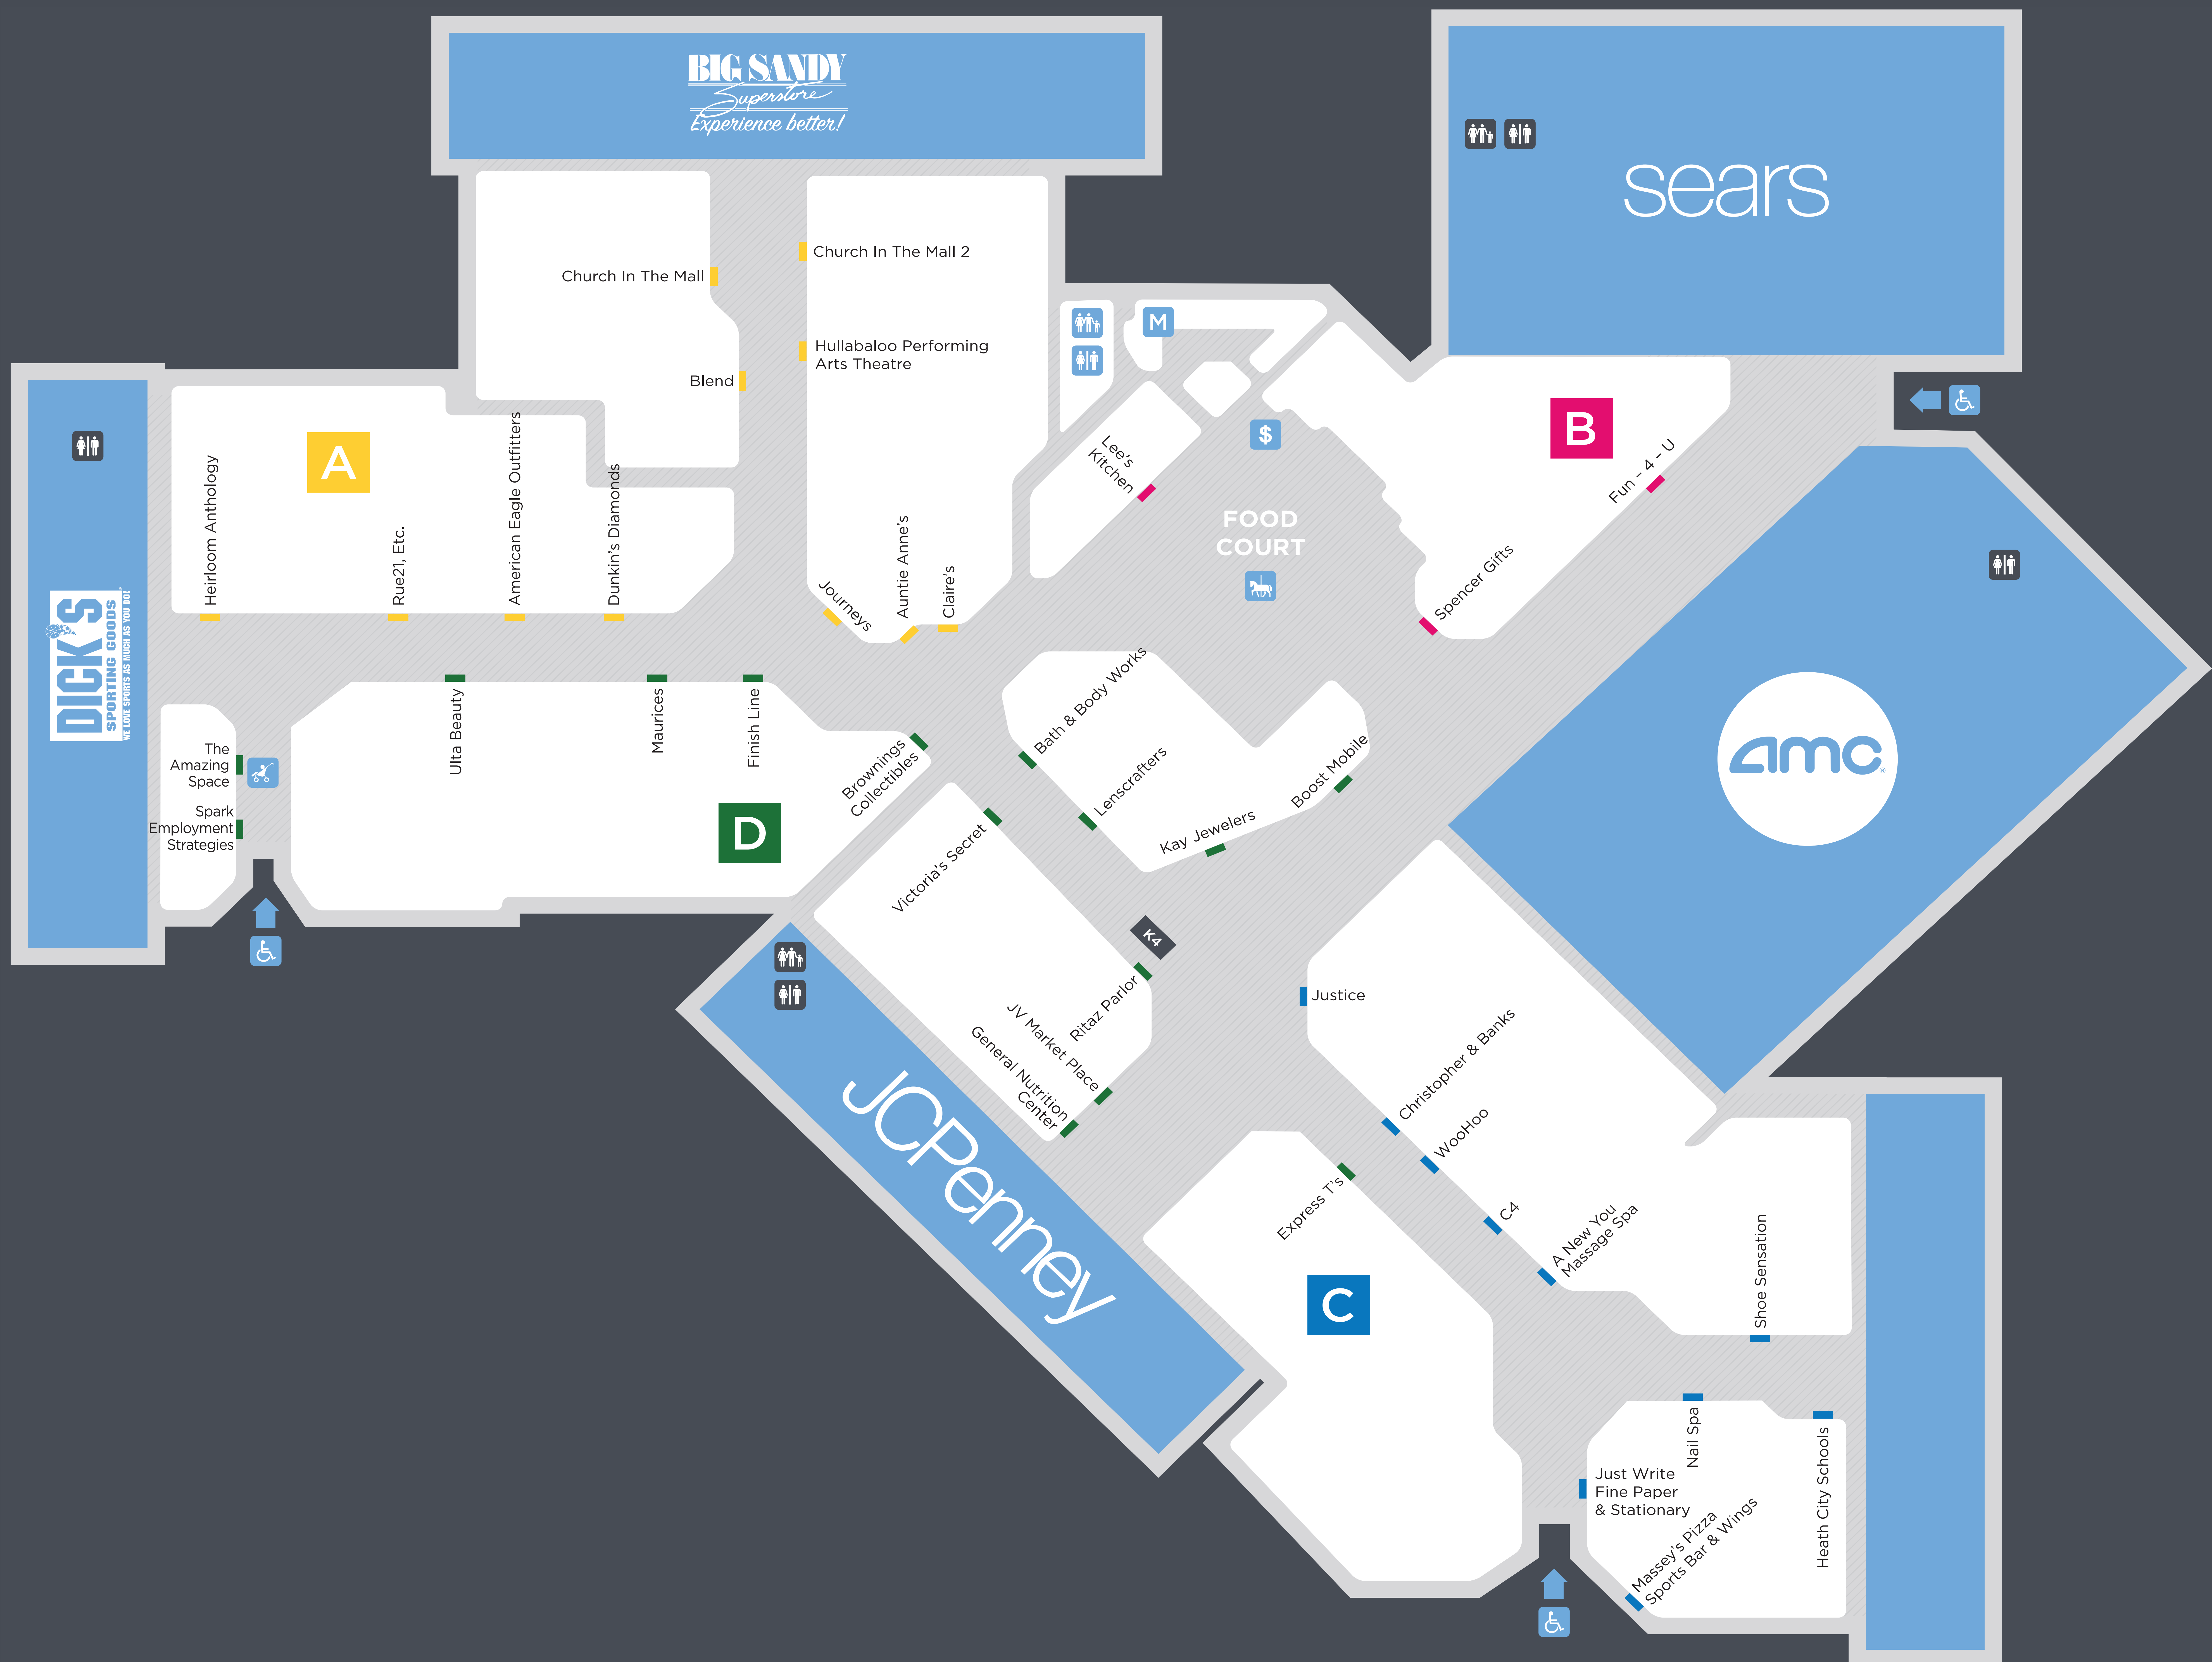 BIG SANDY
Superstore
Experience better!
sears
Church In The Mall 2
Church In The Mall
Hullabaloo Performing
Arts Theatre
M
Blend
$
A
B
Heirloom Anthology
Rue21, Etc.
American Eagle Outfitters
Dunkin's Diamonds
Lee's
Kitchen
Fun - 4 - U
FOOD
COURT
Journeys
Auntie Anne's
Claire's
Spencer Gifts
DICK'S
SPORTING GOODS
WE LOVE SPORTS AS MUCH AS YOU DO!
Ulta Beauty
Maurices
Finish Line
Brownings
Collectibles
Bath & Body Works
Lenscrafters
Kay Jewelers
Boost Mobile
amc
The
Amazing
Space
Spark
Employment
Strategies
D
Victoria's Secret
K4
Ritaz Parlor
JV Market Place
General Nutrition
Center
JCPenney
Justice
Christopher & Banks
WooHoo
C4
A New You
Massage Spa
Express T's
C
Shoe Sensation
Nail Spa
Heath City Schools
Just Write
Fine Paper
& Stationary
Massey's Pizza
Sports Bar & Wings